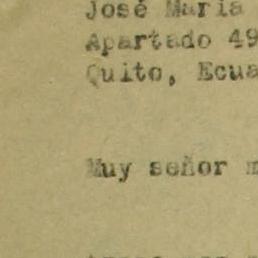 José María
Apartado 49
Quito, Ecua
Muy señor m